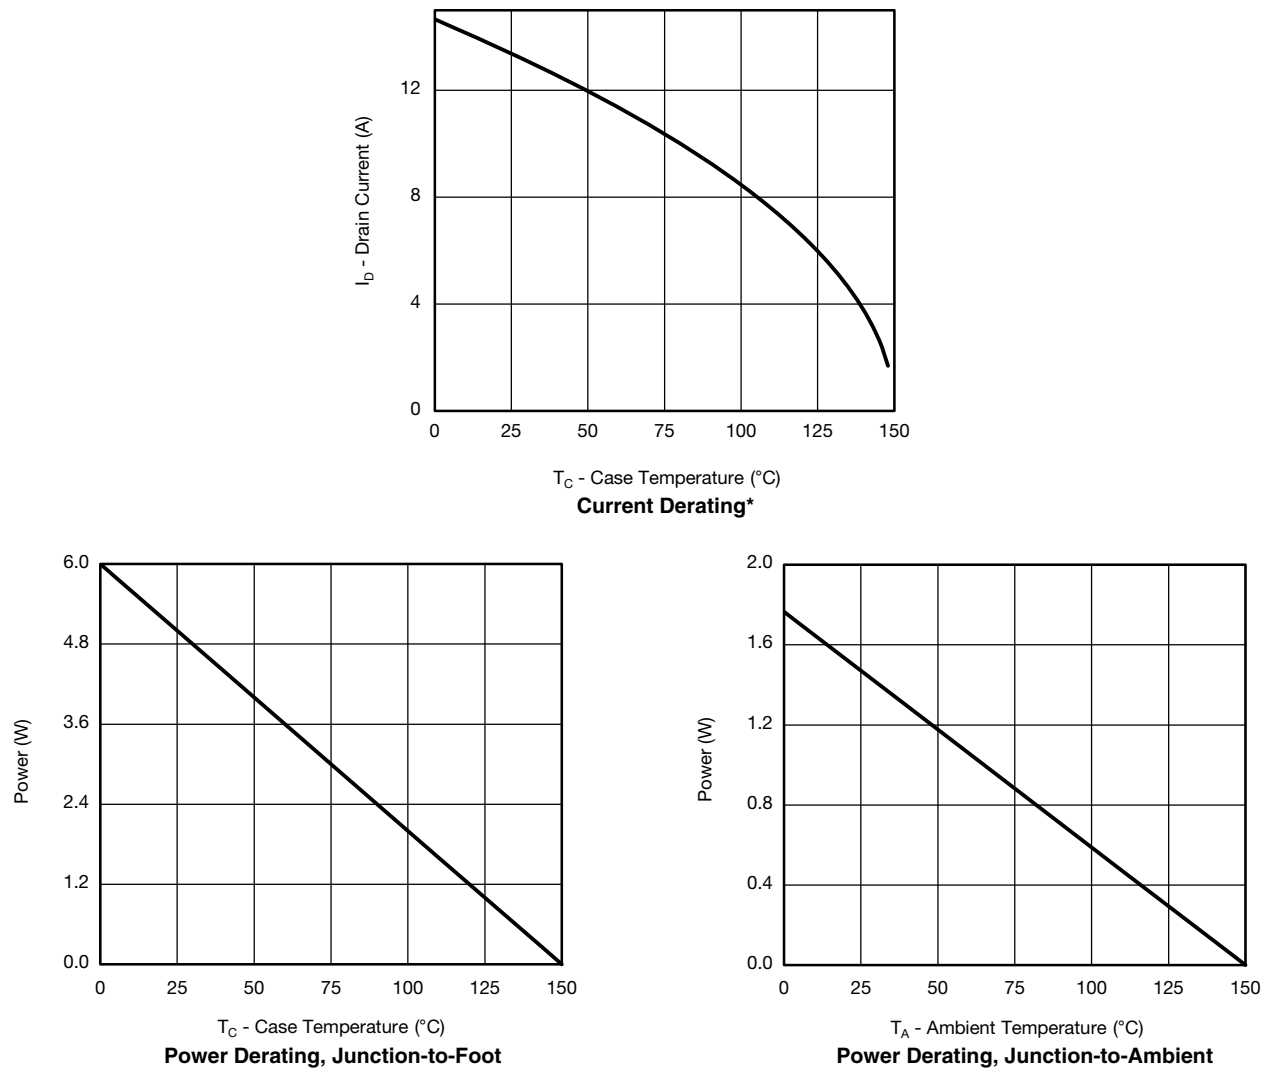 12
8
4
0
I_D - Drain Current (A)
0 25 50 75 100 125 150
T_C - Case Temperature (°C)
Current Derating*
6.0
4.8
3.6
2.4
1.2
0.0
Power (W)
0 25 50 75 100 125 150
T_C - Case Temperature (°C)
Power Derating, Junction-to-Foot
2.0
1.6
1.2
0.8
0.4
0.0
Power (W)
0 25 50 75 100 125 150
T_A - Ambient Temperature (°C)
Power Derating, Junction-to-Ambient